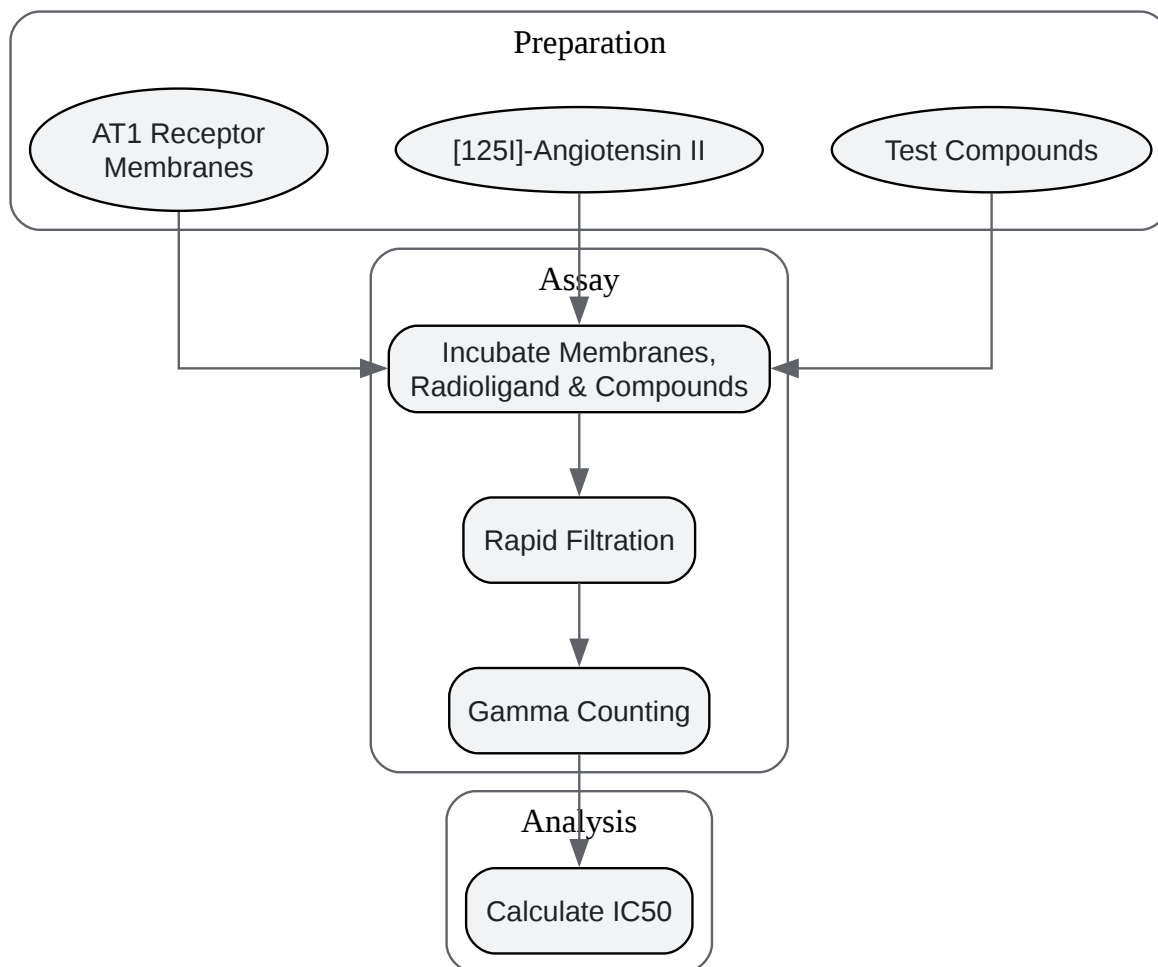 Preparation
AT1 Receptor
Membranes
[125I]-Angiotensin II
Test Compounds
Assay
Incubate Membranes,
Radioligand & Compounds
Rapid Filtration
Gamma Counting
Analysis
Calculate IC50